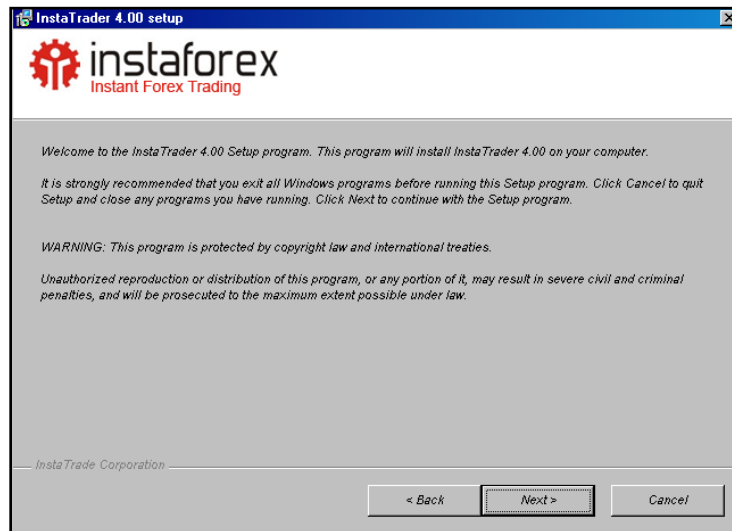 InstaTrader 4.00 setup
instaforex
Instant Forex Trading
Welcome to the InstaTrader 4.00 Setup program. This program will install InstaTrader 4.00 on your computer.
It is strongly recommended that you exit all Windows programs before running this Setup program. Click Cancel to quit
Setup and close any programs you have running. Click Next to continue with the Setup program.
WARNING: This program is protected by copyright law and international treaties.
Unauthorized reproduction or distribution of this program, or any portion of it, may result in severe civil and criminal
penalties, and will be prosecuted to the maximum extent possible under law.
InstaTrade Corporation
< Back Next > Cancel